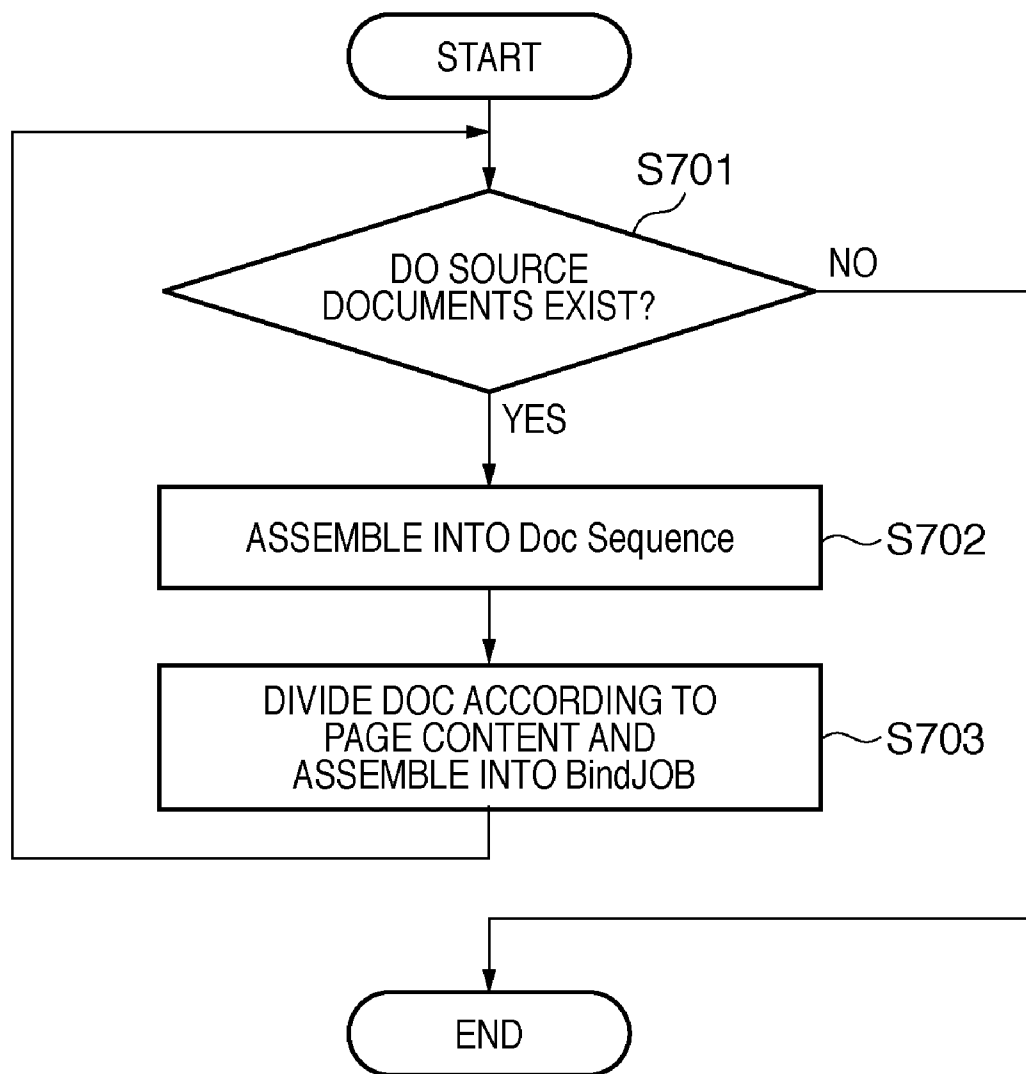 START
S701
DO SOURCE
DOCUMENTS EXIST?
NO
YES
ASSEMBLE INTO Doc Sequence
S702
DIVIDE DOC ACCORDING TO
PAGE CONTENT AND
ASSEMBLE INTO BindJOB
S703
END